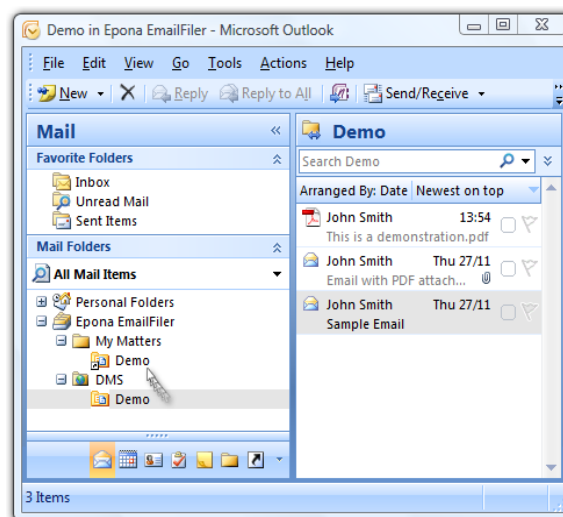 Demo in Epona EmailFiler - Microsoft Outlook
File Edit View Go Tools Actions Help
New Reply Reply to All Send/Receive
Mail
Favorite Folders
Inbox
Unread Mail
Sent Items
Mail Folders
All Mail Items
Personal Folders
Epona EmailFiler
My Matters
Demo
DMS
Demo
Demo
Search Demo
Arranged By: Date Newest on top
John Smith 13:54
This is a demonstration.pdf
John Smith Thu 27/11
Email with PDF attach...
John Smith Thu 27/11
Sample Email
3 Items